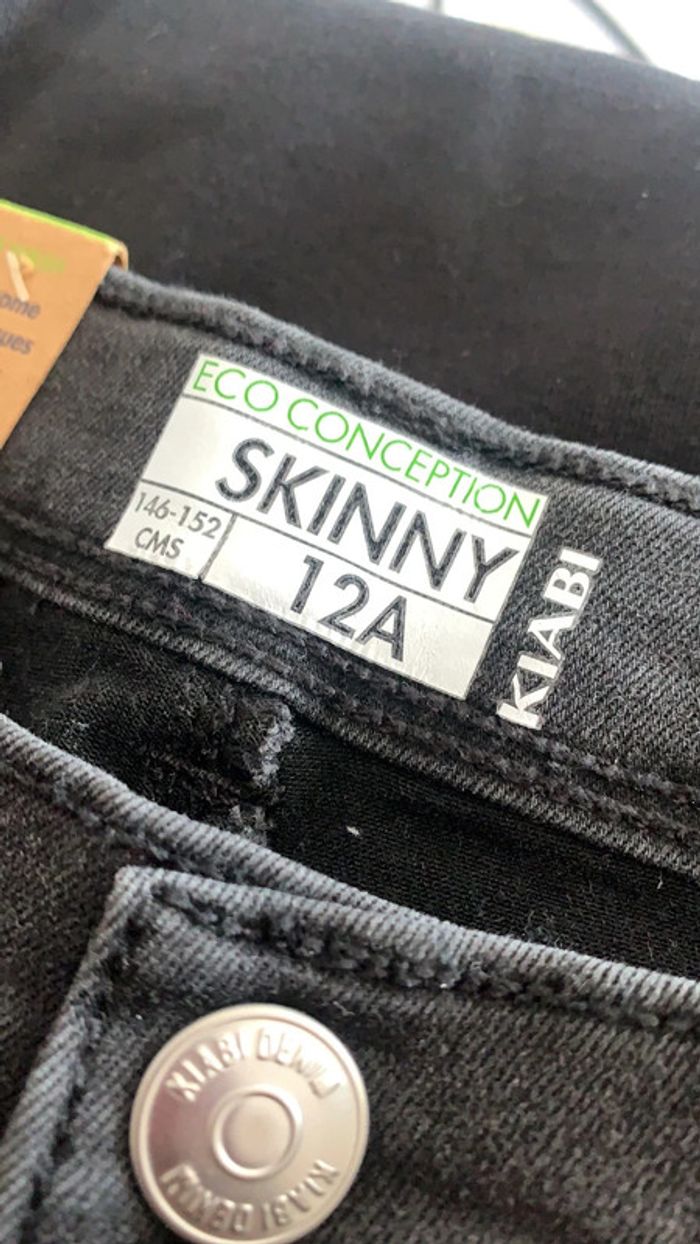 ECO CONCEPTION
SKINNY
146-152
CMS
12A
KIABI
KIABI DENIM
KIABI DENIM